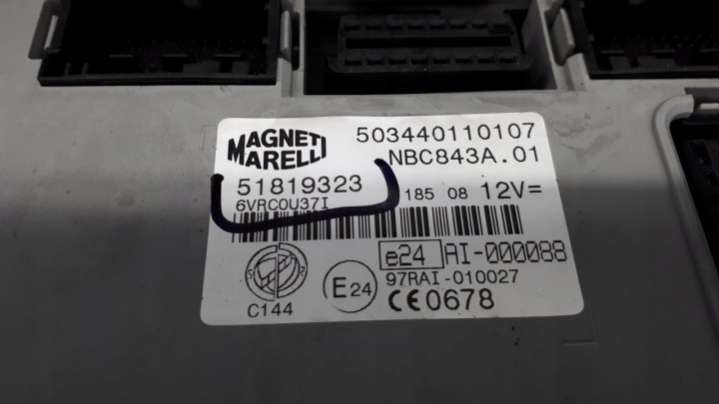 MAGNETI MARELLI
503440110107
NBC843A.01
51819323
185 08 12V=
6VRC0U37I
e24 AI-000088
97RAI-010027
E24
CE0678
C144